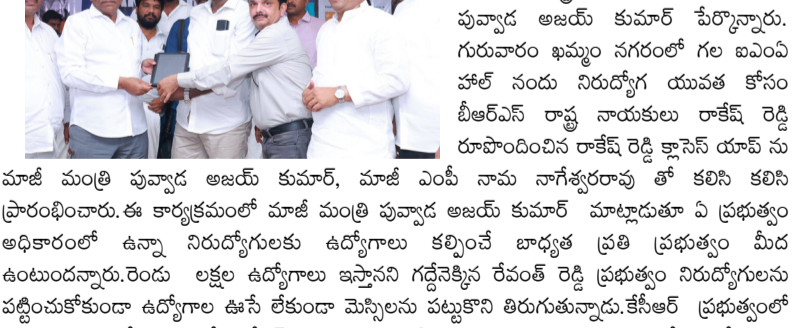 పువ్వాడ అజయ్ కుమార్ పేర్కొన్నారు.
గురువారం ఖమ్మం నగరంలో గల ఐఎంఏ
హాల్ నందు నిరుద్యోగ యువత కోసం
బీఆర్ఎస్ రాష్ట్ర నాయకులు రాకేష్ రెడ్డి
రూపొందించిన రాకేష్ రెడ్డి క్లాసెస్ యాప్ ను
మాజీ మంత్రి పువ్వాడ అజయ్ కుమార్, మాజీ ఎంపీ నామ నాగేశ్వరరావు తో కలిసి కలిసి
ప్రారంభించారు.ఈ కార్యక్రమంలో మాజీ మంత్రి పువ్వాడ అజయ్ కుమార్ మాట్లాడుతూ ఏ ప్రభుత్వం
అధికారంలో ఉన్నా నిరుద్యోగులకు ఉద్యోగాలు కల్పించే బాధ్యత ప్రతి ప్రభుత్వం మీద
ఉంటుందన్నారు.రెండు లక్షల ఉద్యోగాలు ఇస్తానని గద్దేనెక్కిన రేవంత్ రెడ్డి ప్రభుత్వం నిరుద్యోగులను
పట్టించుకోకుండా ఉద్యోగాల ఊసే లేకుండా మెస్సిలను పట్టుకొని తిరుగుతున్నాడు.కేసీఆర్ ప్రభుత్వంలో